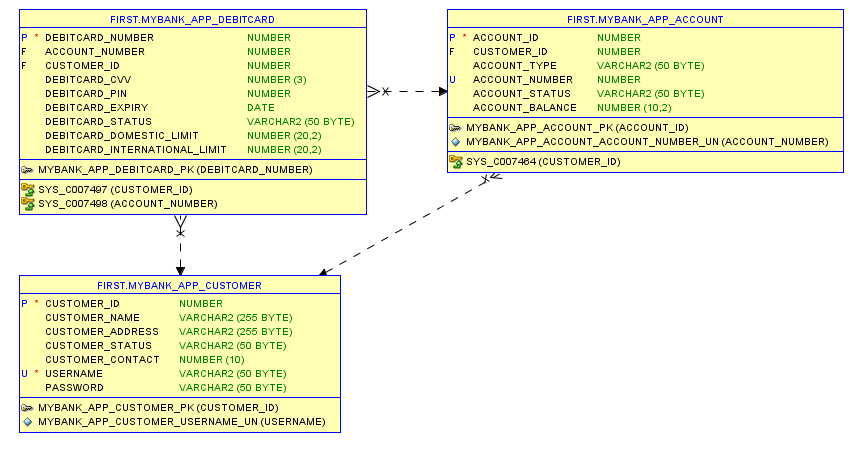 FIRST.MYBANK_APP_DEBITCARD
P * DEBITCARD_NUMBER NUMBER
F ACCOUNT_NUMBER NUMBER
F CUSTOMER_ID NUMBER
DEBITCARD_CVV NUMBER (3)
DEBITCARD_PIN NUMBER
DEBITCARD_EXPIRY DATE
DEBITCARD_STATUS VARCHAR2 (50 BYTE)
DEBITCARD_DOMESTIC_LIMIT NUMBER (20,2)
DEBITCARD_INTERNATIONAL_LIMIT NUMBER (20,2)
MYBANK_APP_DEBITCARD_PK (DEBITCARD_NUMBER)
SYS_C007497 (CUSTOMER_ID)
SYS_C007498 (ACCOUNT_NUMBER)
FIRST.MYBANK_APP_ACCOUNT
P * ACCOUNT_ID NUMBER
F CUSTOMER_ID NUMBER
ACCOUNT_TYPE VARCHAR2 (50 BYTE)
U ACCOUNT_NUMBER NUMBER
ACCOUNT_STATUS VARCHAR2 (50 BYTE)
ACCOUNT_BALANCE NUMBER (10,2)
MYBANK_APP_ACCOUNT_PK (ACCOUNT_ID)
MYBANK_APP_ACCOUNT_ACCOUNT_NUMBER_UN (ACCOUNT_NUMBER)
SYS_C007464 (CUSTOMER_ID)
FIRST.MYBANK_APP_CUSTOMER
P * CUSTOMER_ID NUMBER
CUSTOMER_NAME VARCHAR2 (255 BYTE)
CUSTOMER_ADDRESS VARCHAR2 (255 BYTE)
CUSTOMER_STATUS VARCHAR2 (50 BYTE)
CUSTOMER_CONTACT NUMBER (10)
U * USERNAME VARCHAR2 (50 BYTE)
PASSWORD VARCHAR2 (50 BYTE)
MYBANK_APP_CUSTOMER_PK (CUSTOMER_ID)
MYBANK_APP_CUSTOMER_USERNAME_UN (USERNAME)